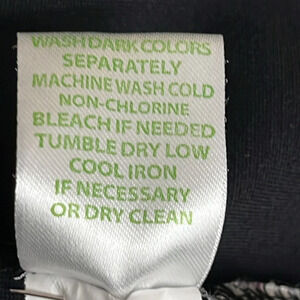 WASH DARK COLORS
SEPARATELY
MACHINE WASH COLD
NON-CHLORINE
BLEACH IF NEEDED
TUMBLE DRY LOW
COOL IRON
IF NECESSARY
OR DRY CLEAN